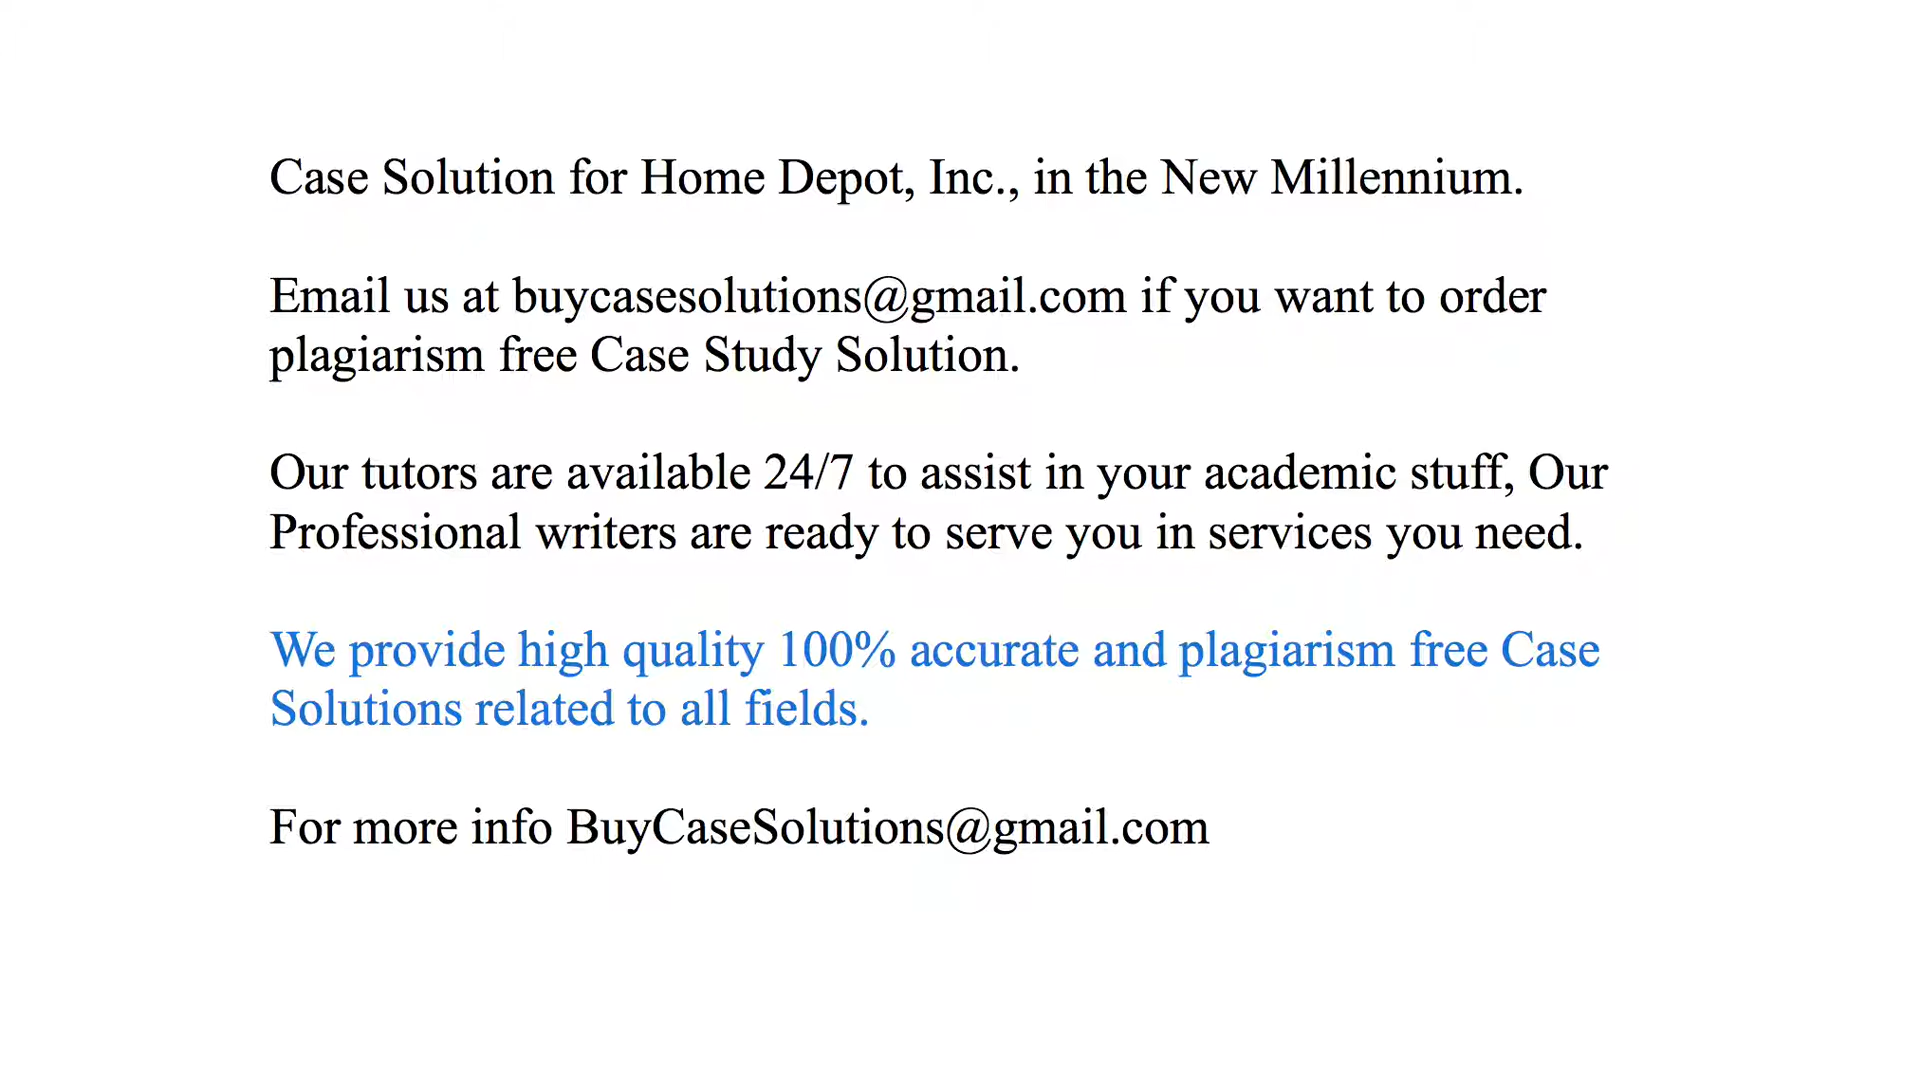 Case Solution for Home Depot, Inc., in the New Millennium.
Email us at buycasesolutions@gmail.com if you want to order
plagiarism free Case Study Solution.
Our tutors are available 24/7 to assist in your academic stuff, Our
Professional writers are ready to serve you in services you need.
We provide high quality 100% accurate and plagiarism free Case
Solutions related to all fields.
For more info BuyCaseSolutions@gmail.com